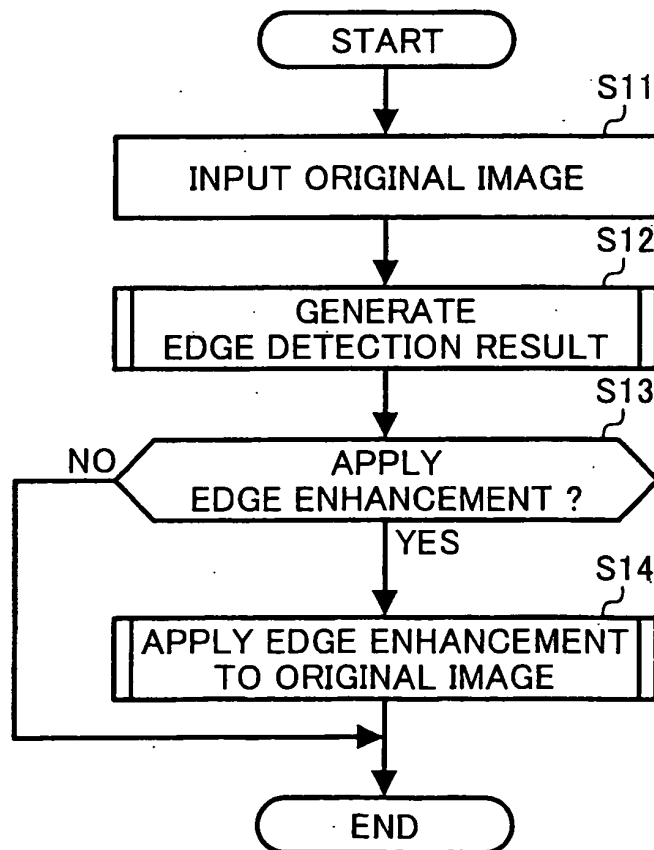 START
S11
INPUT ORIGINAL IMAGE
S12
GENERATE
EDGE DETECTION RESULT
S13
NO
APPLY
EDGE ENHANCEMENT ?
YES
S14
APPLY EDGE ENHANCEMENT
TO ORIGINAL IMAGE
END